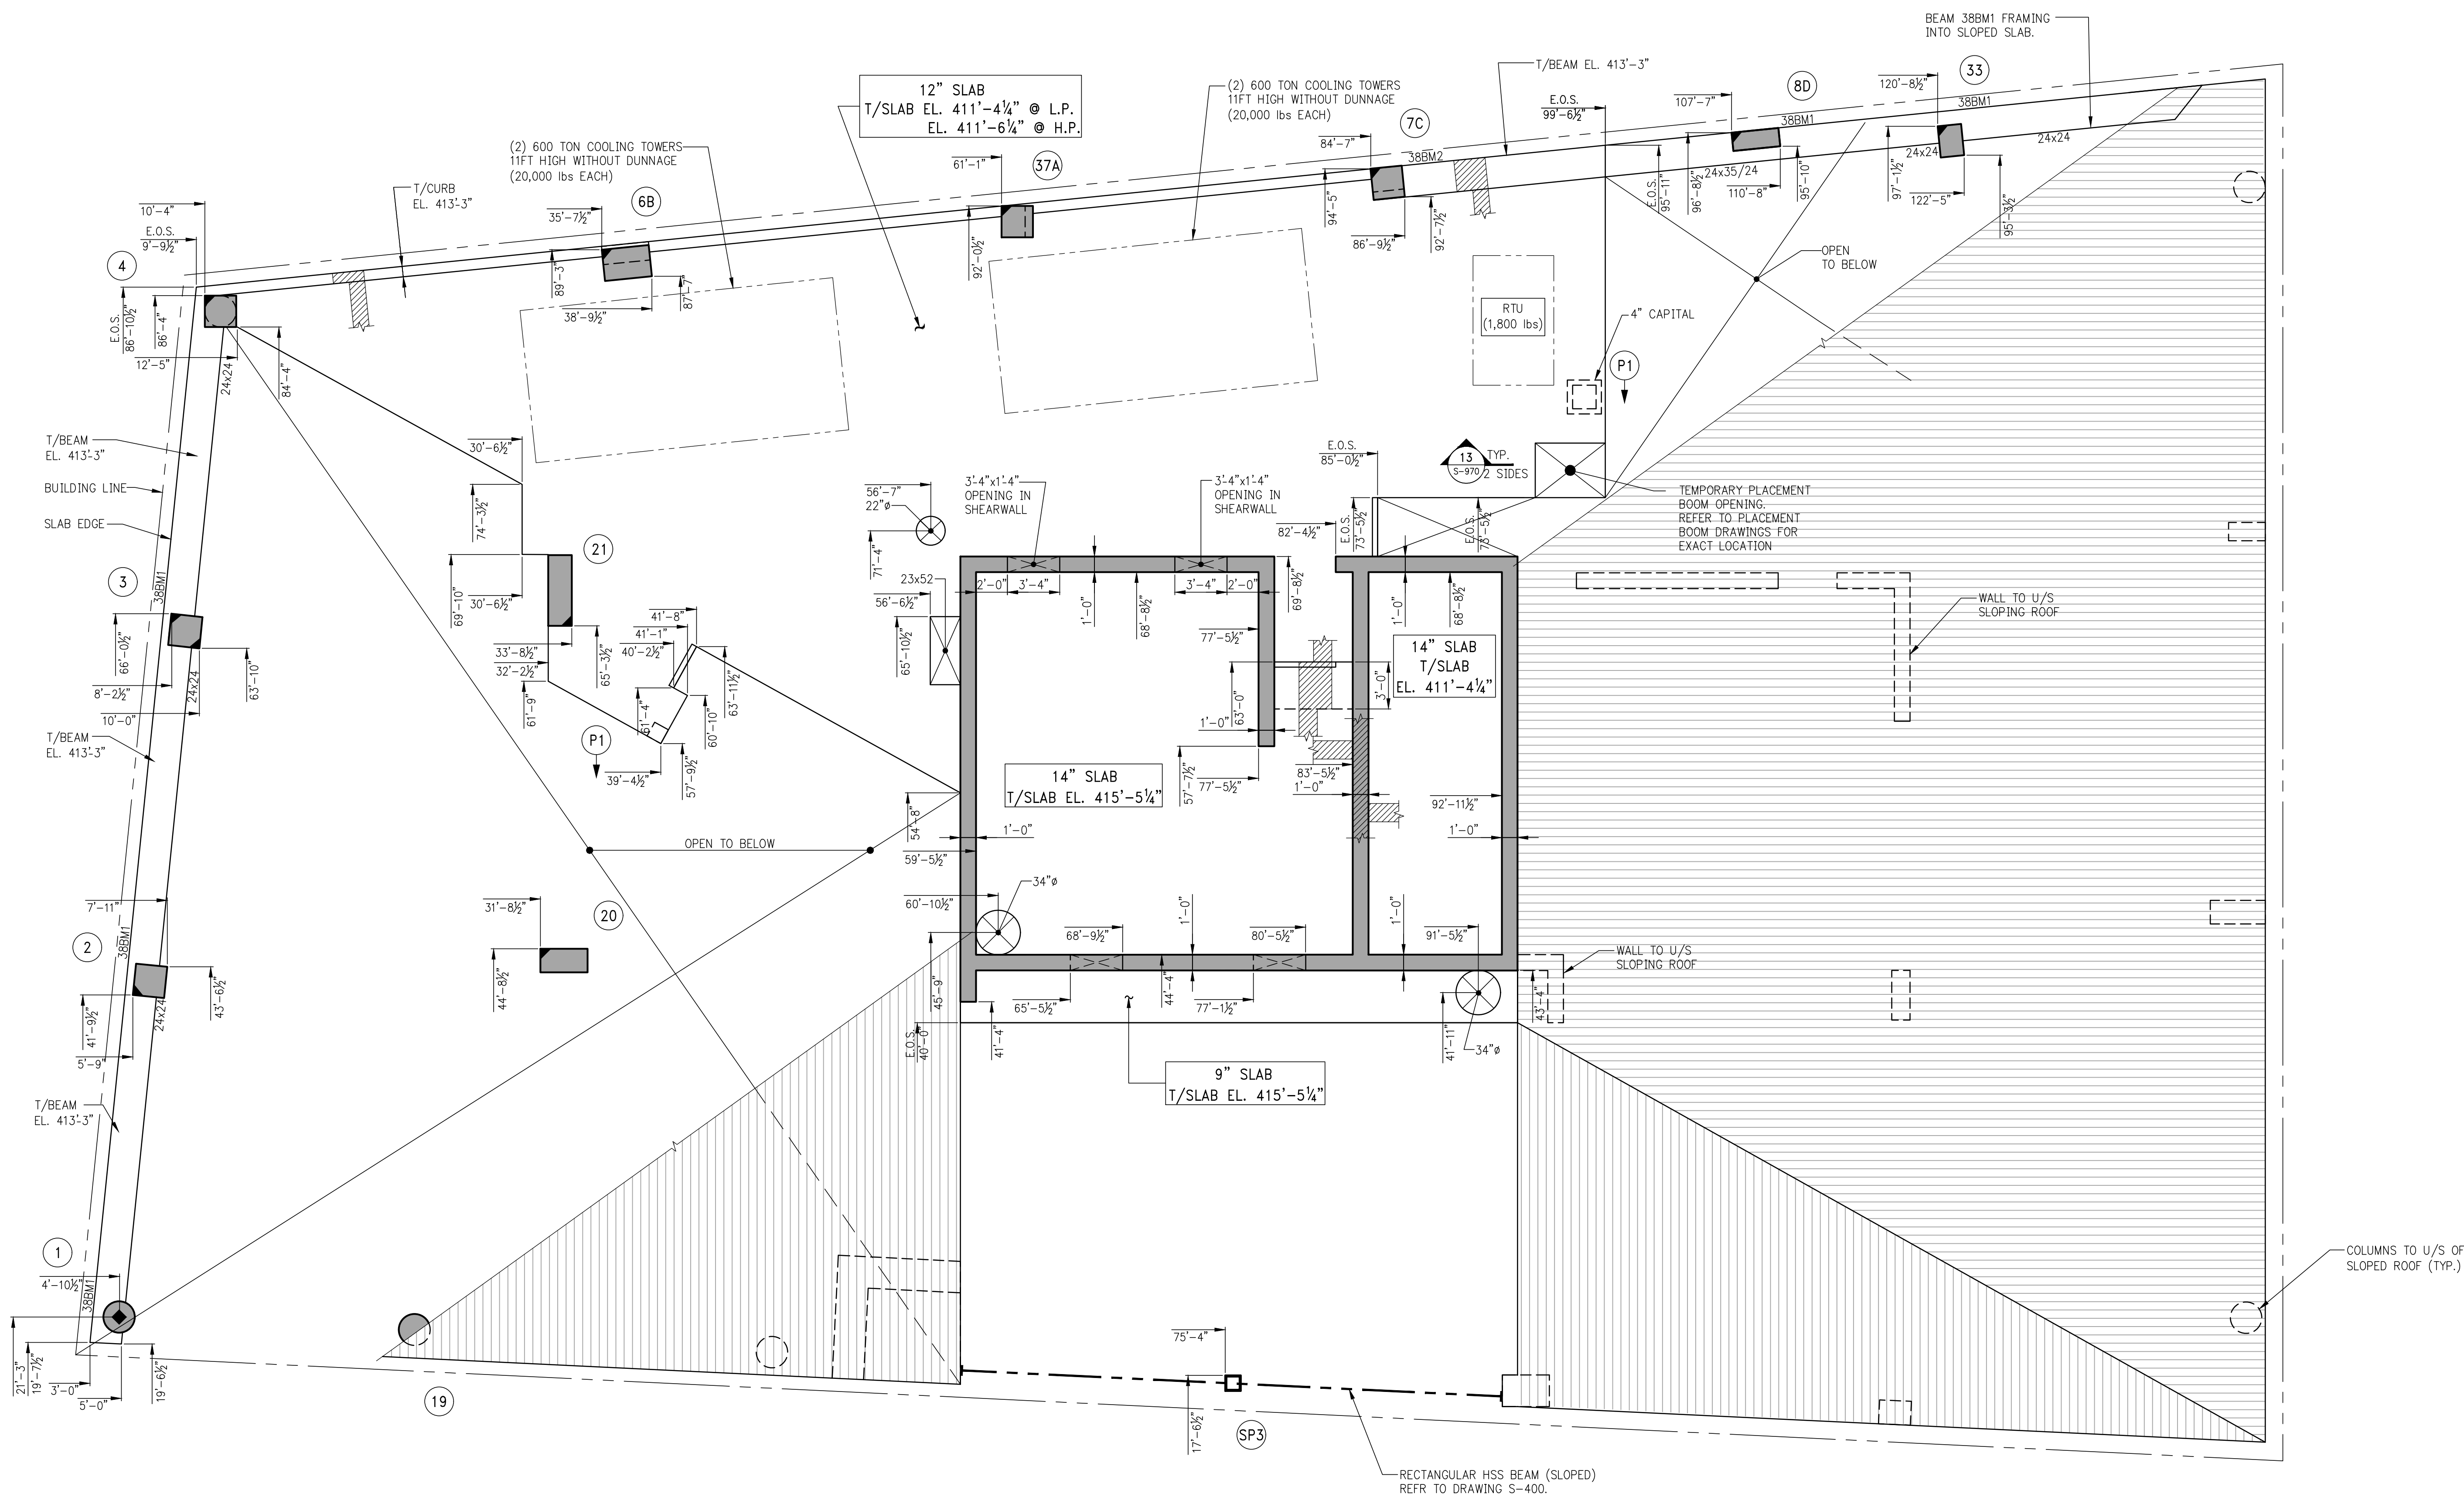 BEAM 38BM1 FRAMING
INTO SLOPED SLAB.
T/BEAM EL. 413'-3"
33
120'-8½"
8D
107'-7"
38BM1
38BM1
12" SLAB
T/SLAB EL. 411'-4¼" @ L.P.
EL. 411'-6¼" @ H.P.
(2) 600 TON COOLING TOWERS
11FT HIGH WITHOUT DUNNAGE
(20,000 lbs EACH)
E.O.S.
99'-6½"
7C
84'-7"
38BM2
(2) 600 TON COOLING TOWERS
11FT HIGH WITHOUT DUNNAGE
(20,000 lbs EACH)
37A
61'-1"
6B
35'-7½"
T/CURB
EL. 413'-3"
10'-4"
E.O.S.
9'-9½"
4
E.O.S.
86'-10½"
86'-4"
12'-5"
84'-4"
24x24
89'-3"
38'-9½"
87'-7"
92'-0½"
94'-5"
86'-9½"
92'-7½"
E.O.S.
95'-11"
96'-8½"
24x35/24
110'-8"
95'-10"
97'-1½"
24x24
122'-5"
95'-3½"
24x24
OPEN
TO BELOW
RTU
(1,800 lbs)
4" CAPITAL
P1
T/BEAM
EL. 413'-3"
BUILDING LINE
SLAB EDGE
30'-6½"
74'-3½"
21
69'-10"
30'-6½"
33'-8½"
32'-2½"
61'-9"
65'-3½"
41'-8"
41'-1"
40'-2½"
61'-4"
63'-11½"
60'-10"
P1
39'-4½"
57'-9½"
56'-7"
22"ø
71'-4"
23x52
56'-6½"
65'-10½"
3'-4"x1'-4"
OPENING IN
SHEARWALL
3'-4"x1'-4"
OPENING IN
SHEARWALL
E.O.S.
85'-0½"
13
S-970
TYP.
2 SIDES
TEMPORARY PLACEMENT
BOOM OPENING.
REFER TO PLACEMENT
BOOM DRAWINGS FOR
EXACT LOCATION
82'-4½"
E.O.S.
73'-5½"
E.O.S.
73'-5½"
2'-0"
3'-4"
3'-4"
2'-0"
1'-0"
68'-8½"
69'-8½"
1'-0"
68'-8½"
77'-5½"
14" SLAB
T/SLAB
EL. 411'-4¼"
3'-0"
63'-0"
1'-0"
57'-7½"
77'-5½"
83'-5½"
1'-0"
92'-11½"
1'-0"
14" SLAB
T/SLAB EL. 415'-5¼"
54'-8"
1'-0"
59'-5½"
OPEN TO BELOW
60'-10½"
34"ø
45'-9"
68'-9½"
1'-0"
80'-5½"
1'-0"
91'-5½"
65'-5½"
44'-4"
77'-1½"
E.O.S.
40'-0"
41'-4"
41'-11"
34"ø
43'-4"
9" SLAB
T/SLAB EL. 415'-5¼"
WALL TO U/S
SLOPING ROOF
WALL TO U/S
SLOPING ROOF
3
38BM1
66'-0½"
8'-2½"
24x24
63'-10"
10'-0"
T/BEAM
EL. 413'-3"
7'-11"
2
38BM1
41'-9½"
43'-6½"
24x24
5'-9"
31'-8½"
20
44'-8½"
T/BEAM
EL. 413'-3"
1
4'-10½"
38BM1
21'-3"
19'-7½"
3'-0"
5'-0"
19'-6½"
19
75'-4"
17'-6½"
SP3
RECTANGULAR HSS BEAM (SLOPED)
REFR TO DRAWING S-400.
COLUMNS TO U/S OF
SLOPED ROOF (TYP.)